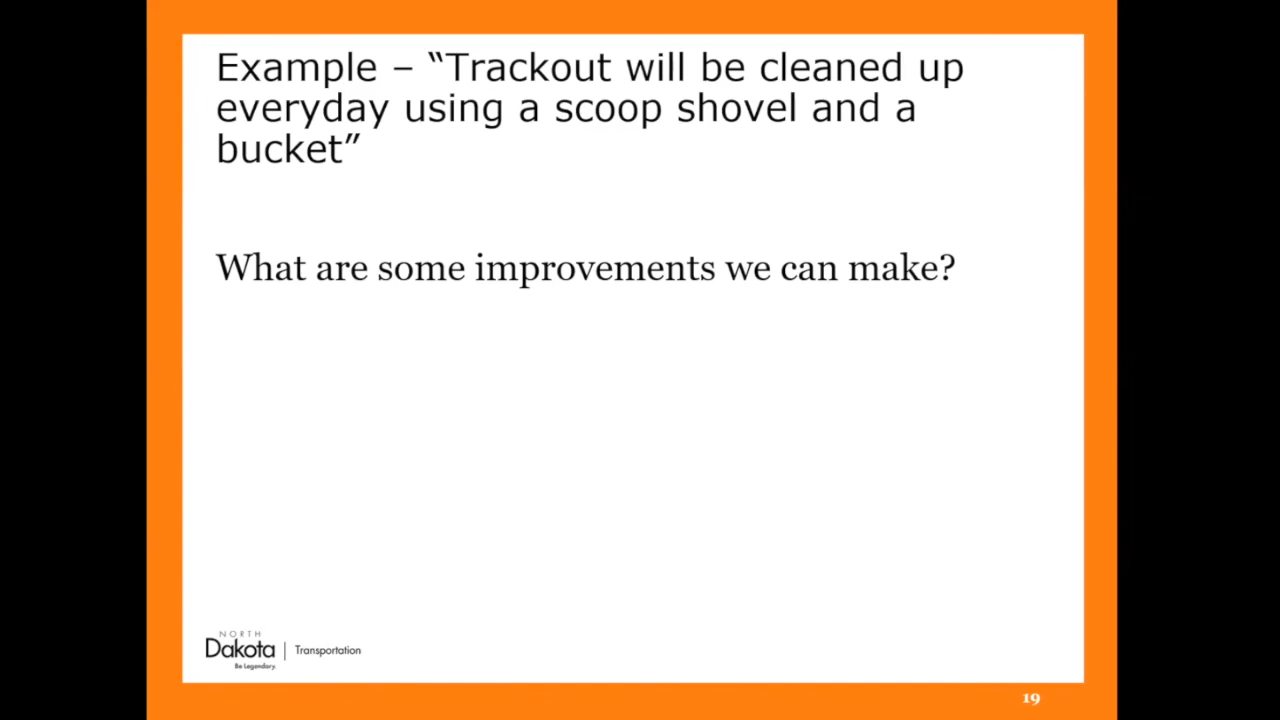 Example – “Trackout will be cleaned up
everyday using a scoop shovel and a
bucket”
What are some improvements we can make?
NORTH
Dakota | Transportation
Be Legendary.
19